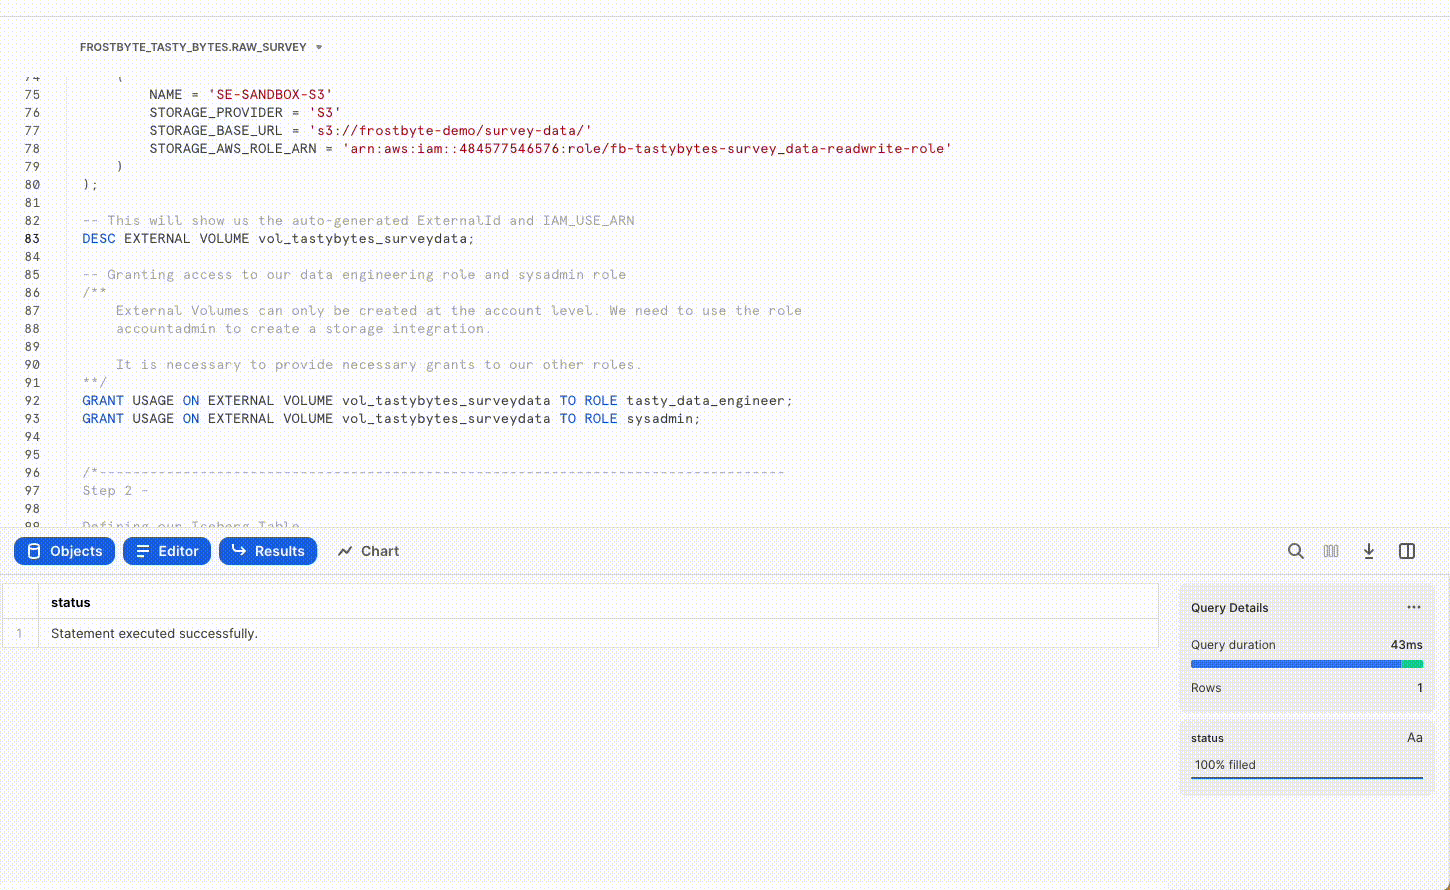 FROSTBYTE_TASTY_BYTES.RAW_SURVEY
74 (
75 NAME = 'SE-SANDBOX-S3'
76 STORAGE_PROVIDER = 'S3'
77 STORAGE_BASE_URL = 's3://frostbyte-demo/survey-data/'
78 STORAGE_AWS_ROLE_ARN = 'arn:aws:iam::484577546576:role/fb-tastybytes-survey_data-readwrite-role'
79 )
80 );
81
82 -- This will show us the auto-generated ExternalId and IAM_USE_ARN
83 DESC EXTERNAL VOLUME vol_tastybytes_surveydata;
84
85 -- Granting access to our data engineering role and sysadmin role
86 /**
87 External Volumes can only be created at the account level. We need to use the role
88 accountadmin to create a storage integration.
89
90 It is necessary to provide necessary grants to our other roles.
91 **/
92 GRANT USAGE ON EXTERNAL VOLUME vol_tastybytes_surveydata TO ROLE tasty_data_engineer;
93 GRANT USAGE ON EXTERNAL VOLUME vol_tastybytes_surveydata TO ROLE sysadmin;
94
95
96 /*----------------------------------------------------------------------------------
97 Step 2 -
98
99 Defining our Iceberg Table
Objects Editor Results Chart
status
1 Statement executed successfully.
Query Details ...
Query duration 43ms
Rows 1
status Aa
100% filled